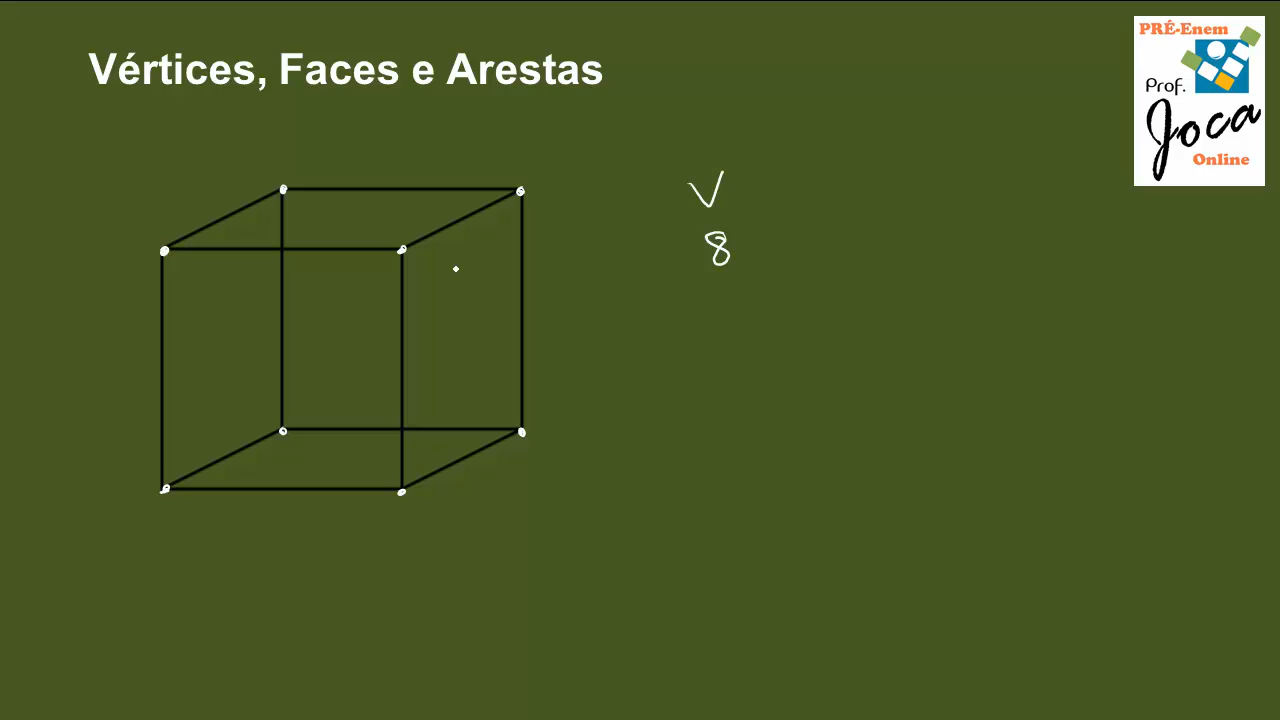 Vértices, Faces e Arestas
PRÉ-Enem
Prof.
Joca
Online
V
8